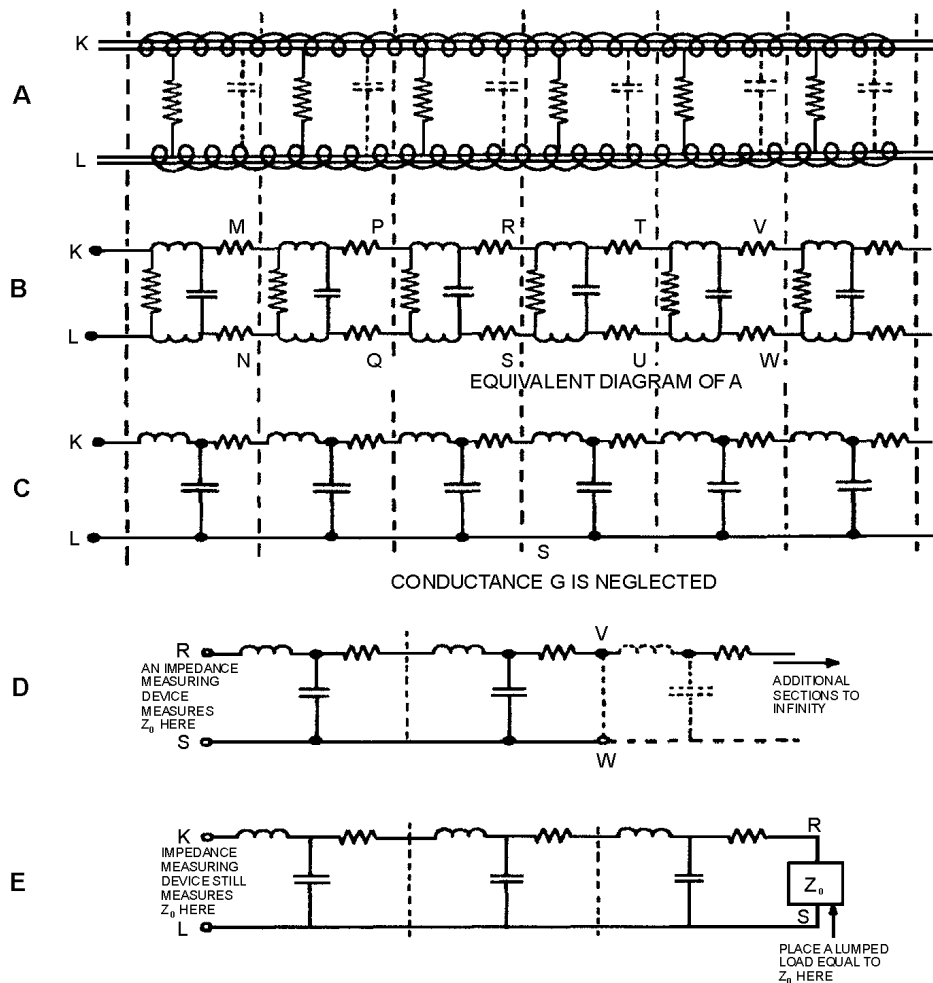 K
A
L
M P R T V
K
B
L
N Q S U W
EQUIVALENT DIAGRAM OF A
K
C
L
S
CONDUCTANCE G IS NEGLECTED
V
R
AN IMPEDANCE
MEASURING
DEVICE
MEASURES
Z₀ HERE
D
ADDITIONAL
SECTIONS TO
INFINITY
S
W
K
R
IMPEDANCE
MEASURING
DEVICE STILL
MEASURES
Z₀ HERE
E
Z₀
L
S
PLACE A LUMPED
LOAD EQUAL TO
Z₀ HERE